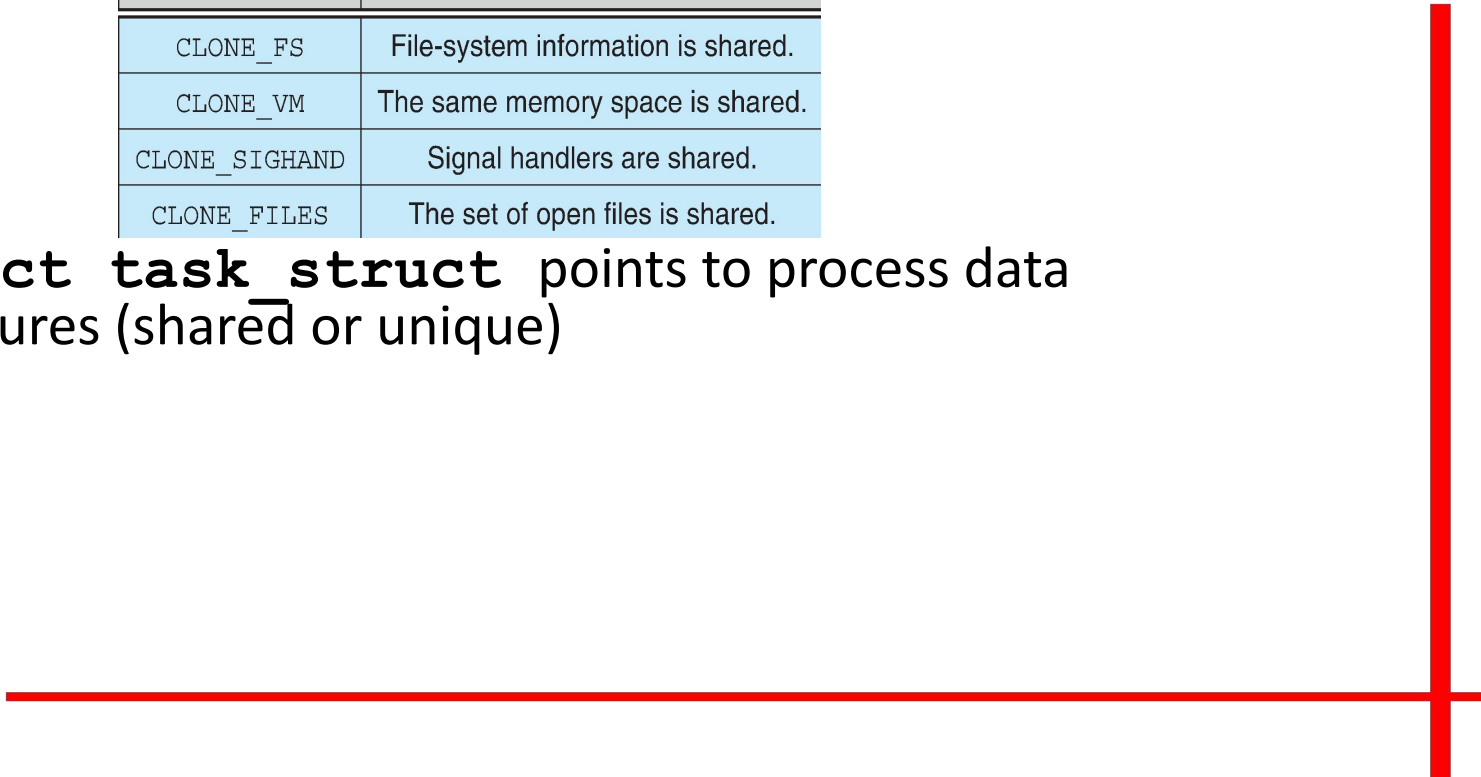 CLONE_FS File-system information is shared.
CLONE_VM The same memory space is shared.
CLONE_SIGHAND Signal handlers are shared.
CLONE_FILES The set of open files is shared.
ct task_struct points to process data
ures (shared or unique)